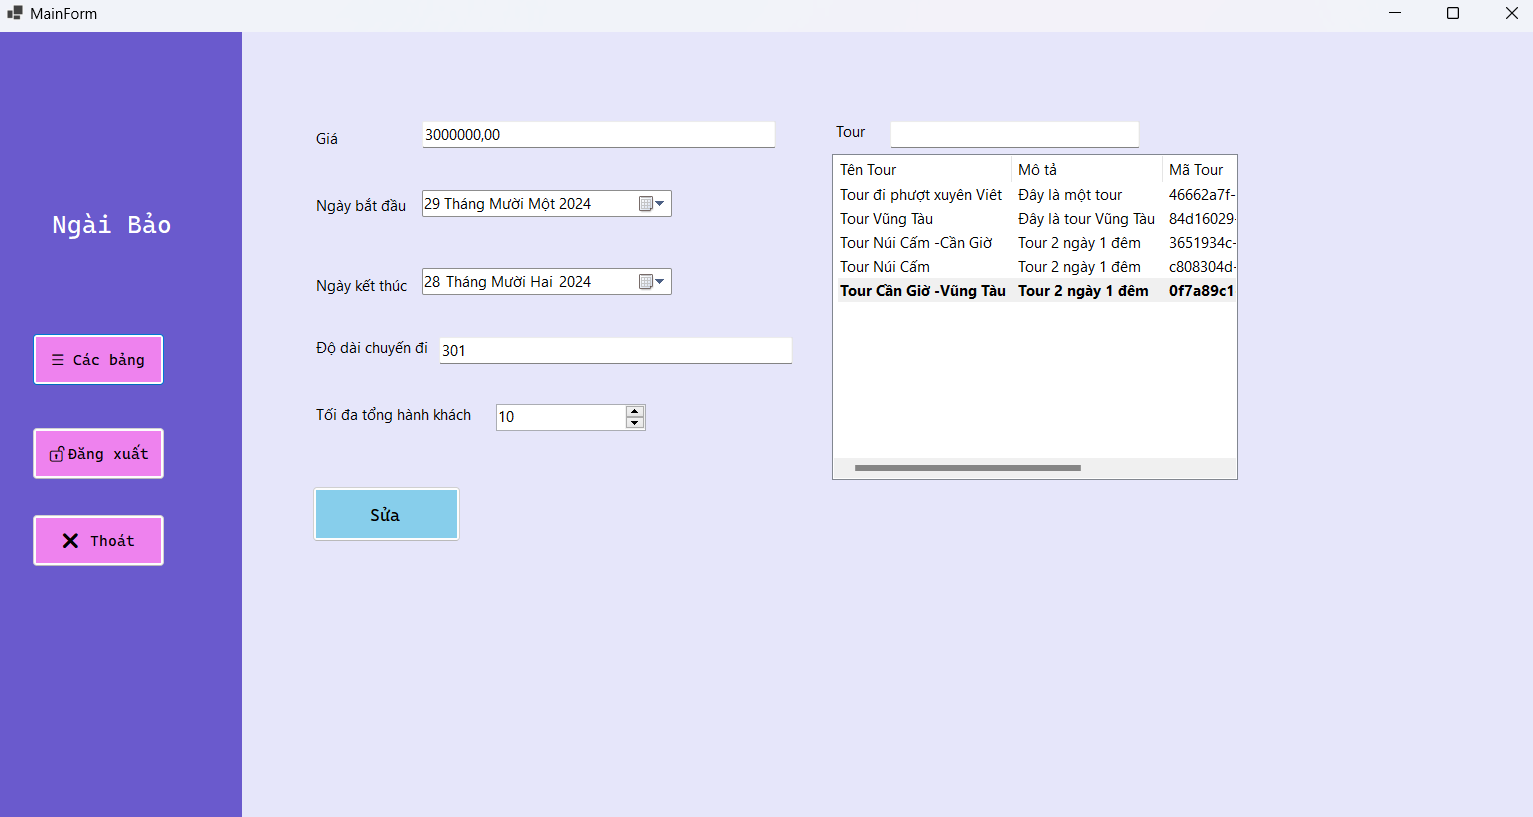 MainForm
Ngài Bảo
☰ Các bảng
Đăng xuất
Thoát
Giá 3000000,00
Ngày bắt đầu 29 Tháng Mười Một 2024
Ngày kết thúc 28 Tháng Mười Hai 2024
Độ dài chuyến đi 301
Tối đa tổng hành khách 10
Sửa
Tour
Tên Tour Mô tả Mã Tour
Tour đi phượt xuyên Viêt Đây là một tour 46662a7f-
Tour Vũng Tàu Đây là tour Vũng Tàu 84d16029-
Tour Núi Cấm -Cần Giờ Tour 2 ngày 1 đêm 3651934c-
Tour Núi Cấm Tour 2 ngày 1 đêm c808304d-
Tour Cần Giờ -Vũng Tàu Tour 2 ngày 1 đêm 0f7a89c1